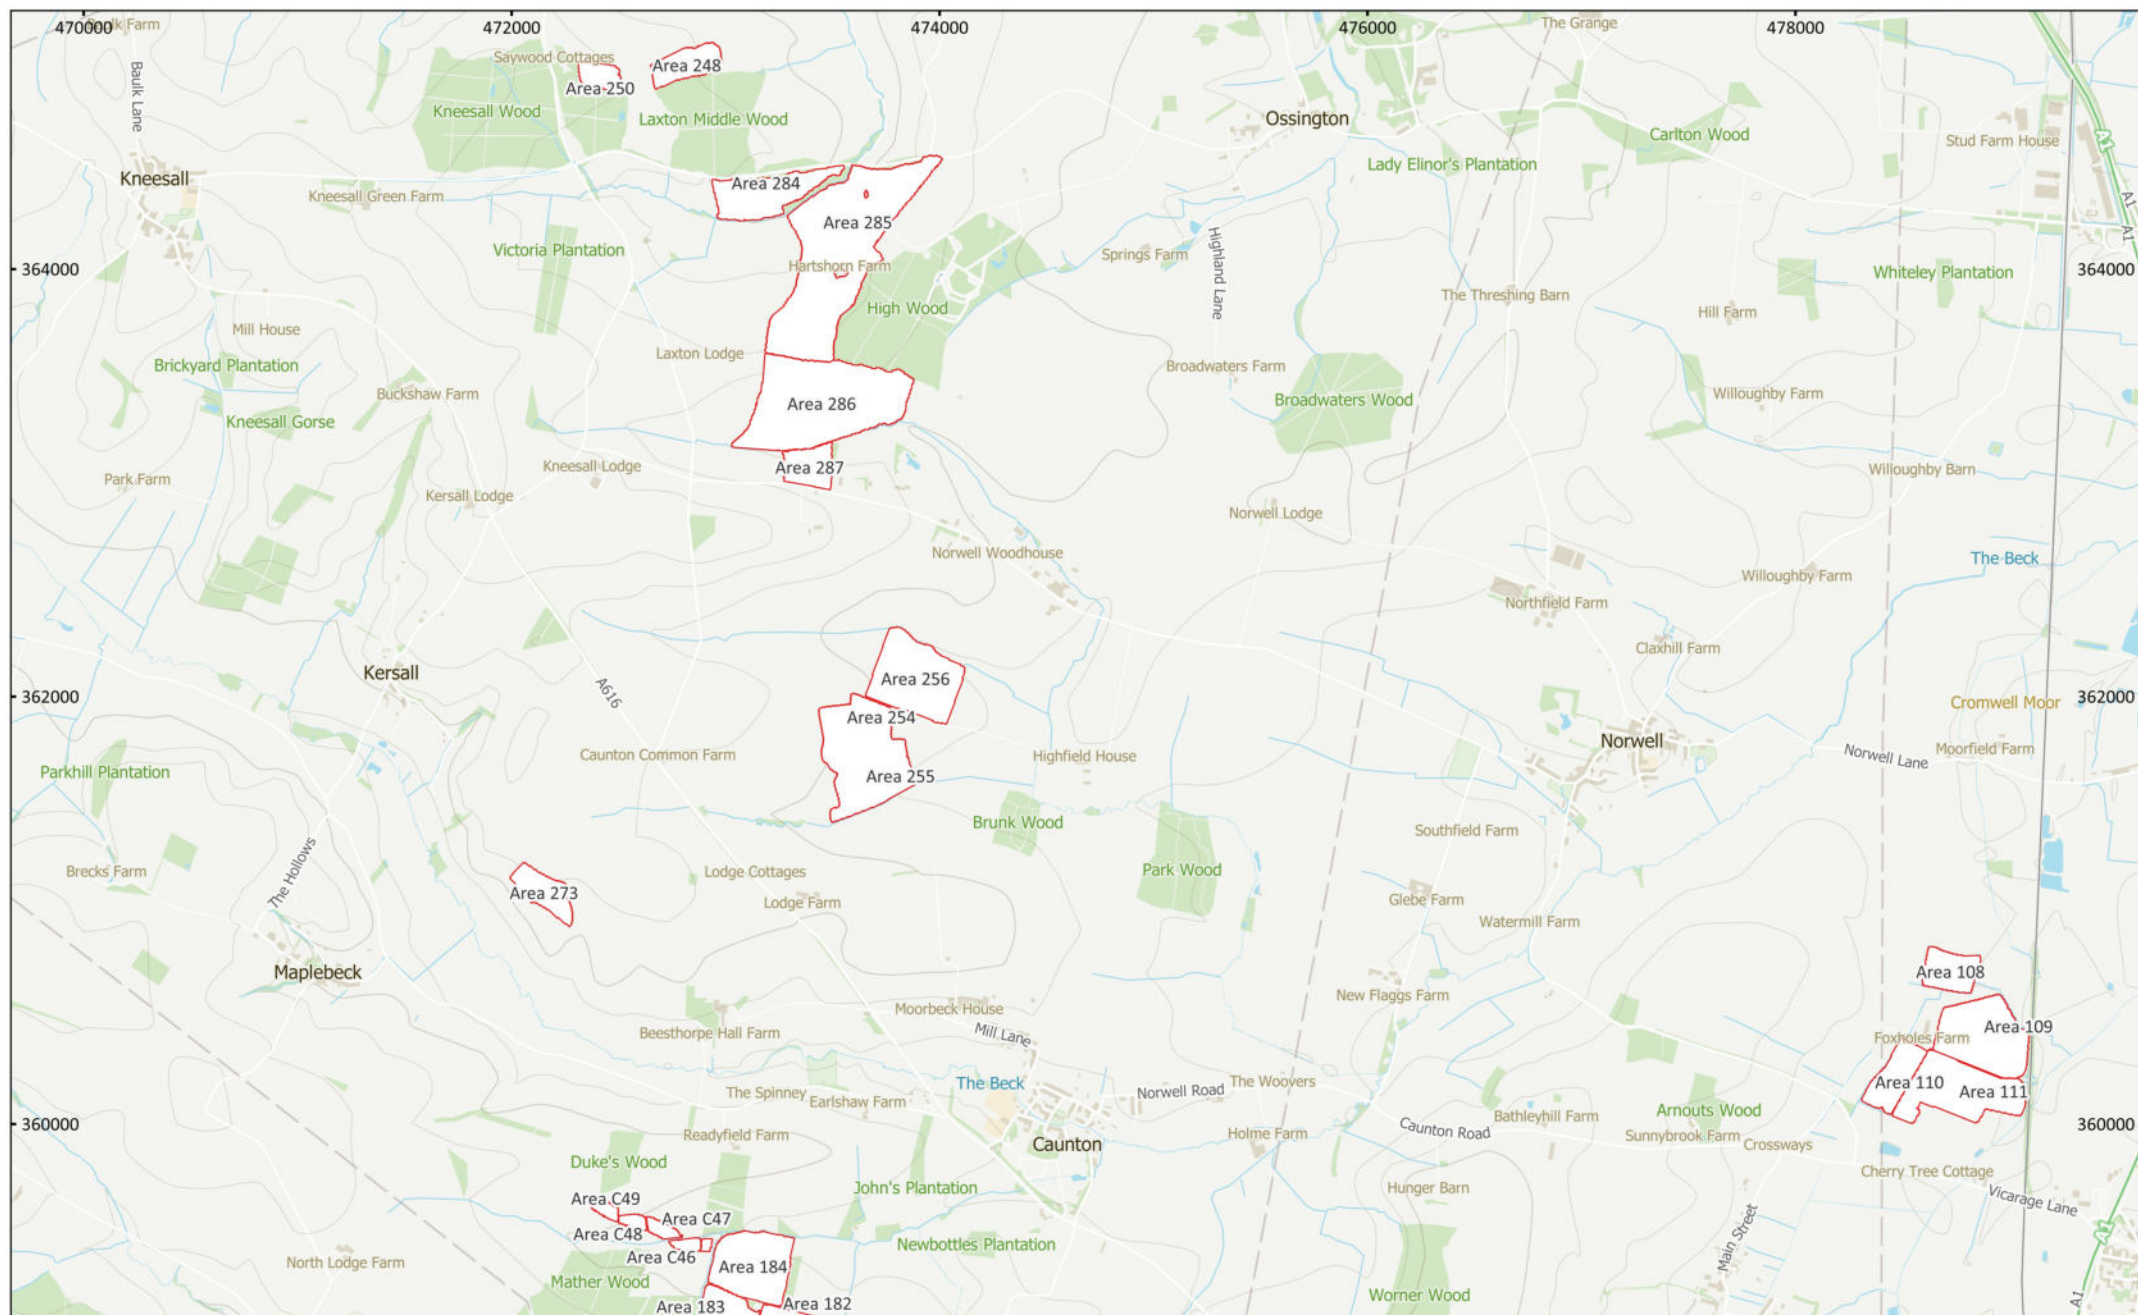 470000
472000
474000
476000
478000
Baulk Farm
The Grange
Saywood Cottages
Area 248
Area 250
Baulk Lane
Kneesall Wood
Laxton Middle Wood
Ossington
Carlton Wood
A1
Stud Farm House
Lady Elinor's Plantation
Kneesall
Area 284
Kneesall Green Farm
A1
Area 285
A1
Victoria Plantation
Highland Lane
Springs Farm
364000
Hartshorn Farm
Whiteley Plantation
364000
The Threshing Barn
High Wood
Hill Farm
Mill House
Laxton Lodge
Brickyard Plantation
Broadwaters Farm
Buckshaw Farm
Willoughby Farm
Area 286
Broadwaters Wood
Kneesall Gorse
Kneesall Lodge
Area 287
Willoughby Barn
Park Farm
Kersall Lodge
Norwell Lodge
Norwell Woodhouse
The Beck
Willoughby Farm
Northfield Farm
Claxhill Farm
Kersall
Area 256
A616
362000
Cromwell Moor
362000
Area 254
Norwell
Caunton Common Farm
Highfield House
Norwell Lane
Moorfield Farm
Parkhill Plantation
Area 255
Brunk Wood
Southfield Farm
The Hollows
Brecks Farm
Lodge Cottages
Park Wood
Area 273
Lodge Farm
Glebe Farm
Watermill Farm
Maplebeck
Area 108
New Flaggs Farm
Moorbeck House
Beesthorpe Hall Farm
Mill Lane
Area 109
Foxholes Farm
The Beck
The Woovers
Area 110
The Spinney
Norwell Road
Area 111
Earlshaw Farm
Arnouts Wood
Bathleyhill Farm
360000
Caunton Road
360000
Readyfield Farm
Holme Farm
Sunnybrook Farm
Crossways
Caunton
Duke's Wood
Cherry Tree Cottage
John's Plantation
Hunger Barn
Area C49
Vicarage Lane
Area C47
Main Street
A1
Area C48
Newbottles Plantation
Area C46
North Lodge Farm
Area 184
Mather Wood
Worner Wood
A1
Area 183
Area 182